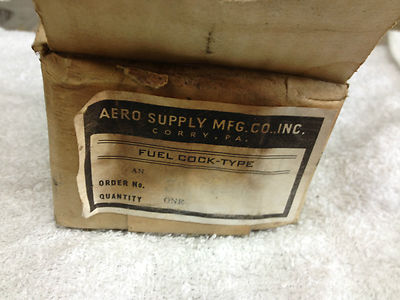 AERO SUPPLY MFG. CO., INC.
CORRY, PA.
FUEL COCK-TYPE
AN
ORDER No.
QUANTITY ONE